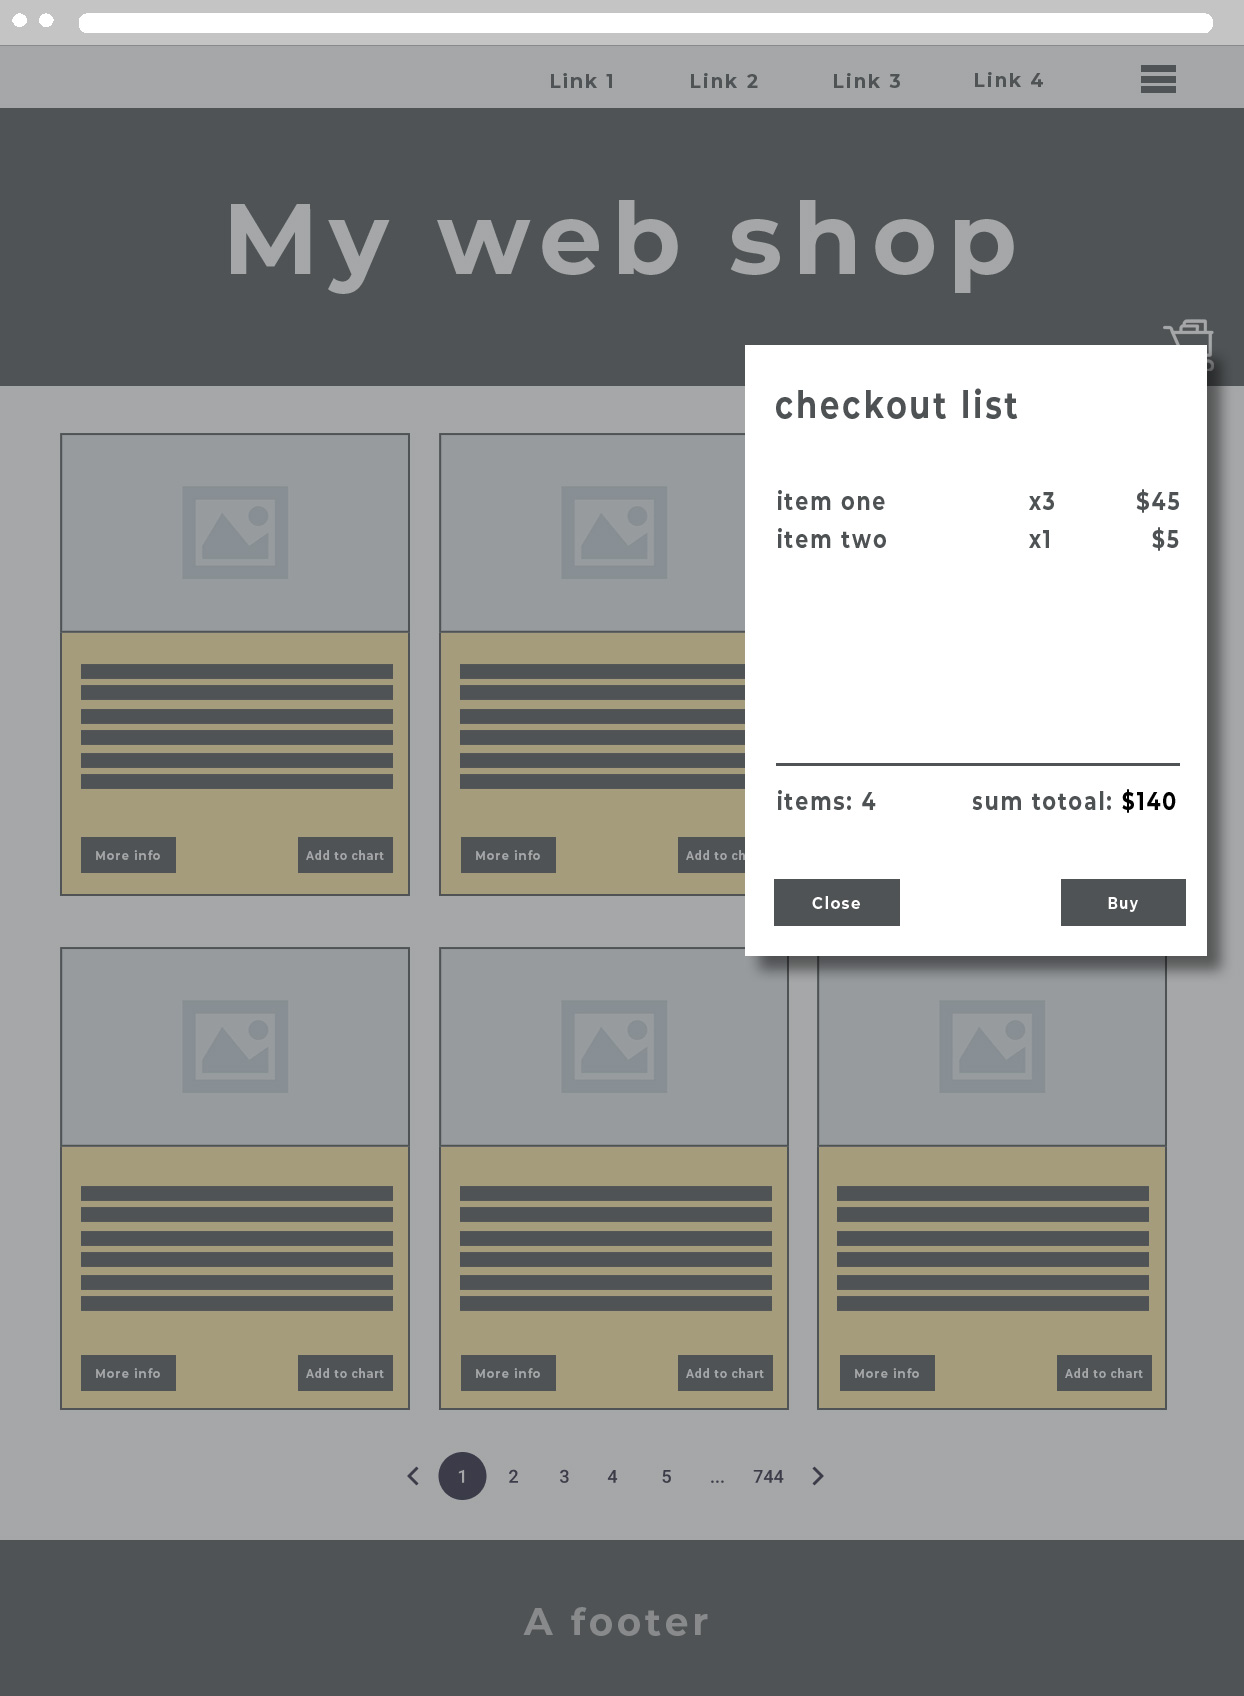 Link 1 Link 2 Link 3 Link 4
My web shop
checkout list
item one x3 $45
item two x1 $5
items: 4 sum totoal: $140
Close Buy
More info Add to chart More info Add to ch
More info Add to chart More info Add to chart More info Add to chart
1 2 3 4 5 ... 744
A footer